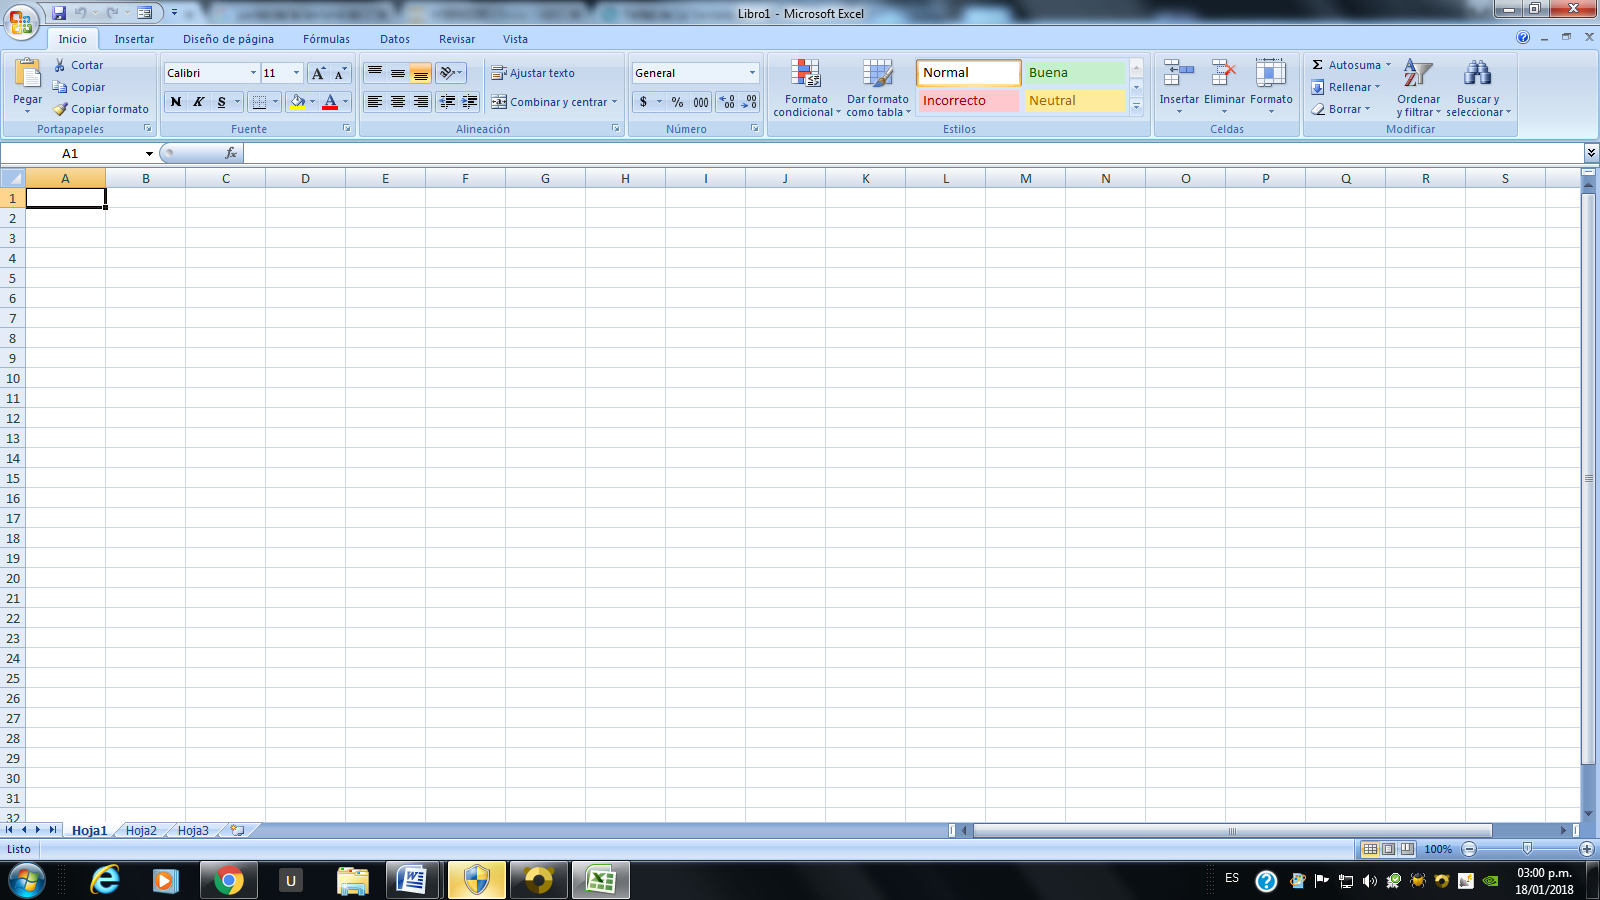 Libro1 - Microsoft Excel
Inicio Insertar Diseño de página Fórmulas Datos Revisar Vista
Pegar
Cortar
Copiar
Copiar formato
Portapapeles
Calibri 11
N K S
A A
A
Fuente
Ajustar texto
Combinar y centrar
Alineación
General
$ % 000
Número
Formato
condicional
Dar formato
como tabla
Normal Buena
Incorrecto Neutral
Estilos
Insertar Eliminar Formato
Celdas
Σ Autosuma
Rellenar
Borrar
Ordenar
y filtrar
Buscar y
seleccionar
Modificar
A1 fx
A B C D E F G H I J K L M N O P Q R S
1
2
3
4
5
6
7
8
9
10
11
12
13
14
15
16
17
18
19
20
21
22
23
24
25
26
27
28
29
30
31
32
Hoja1 Hoja2 Hoja3
Listo 100%
U ES 03:00 p.m.
18/01/2018